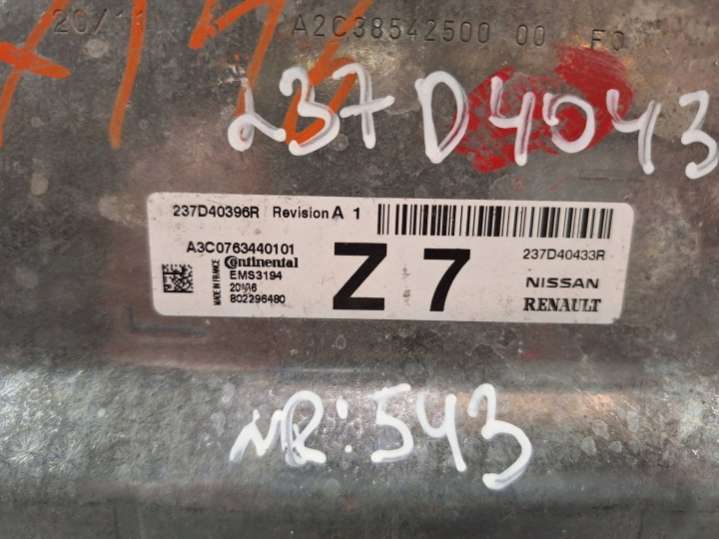 A2C38542500 00 F0
237D4043
237D40396R Revision A 1
A3C0763440101
Z 7
237D40433R
MADE IN FRANCE
Continental
EMS3194
B02296480
NISSAN
RENAULT
NR: 543